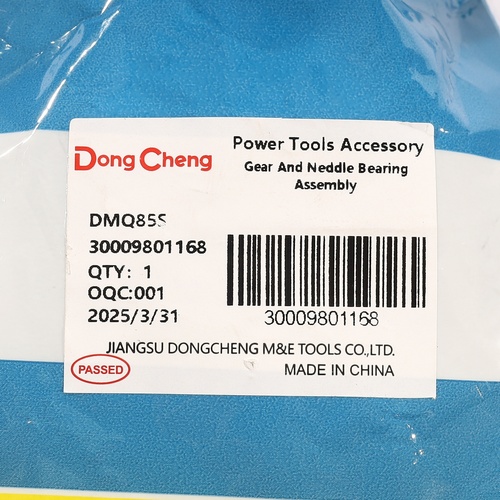 Dong Cheng
Power Tools Accessory
Gear And Neddle Bearing
Assembly
DMQ85S
30009801168
QTY: 1
OQC:001
2025/3/31
30009801168
JIANGSU DONGCHENG M&E TOOLS CO.,LTD.
PASSED
MADE IN CHINA